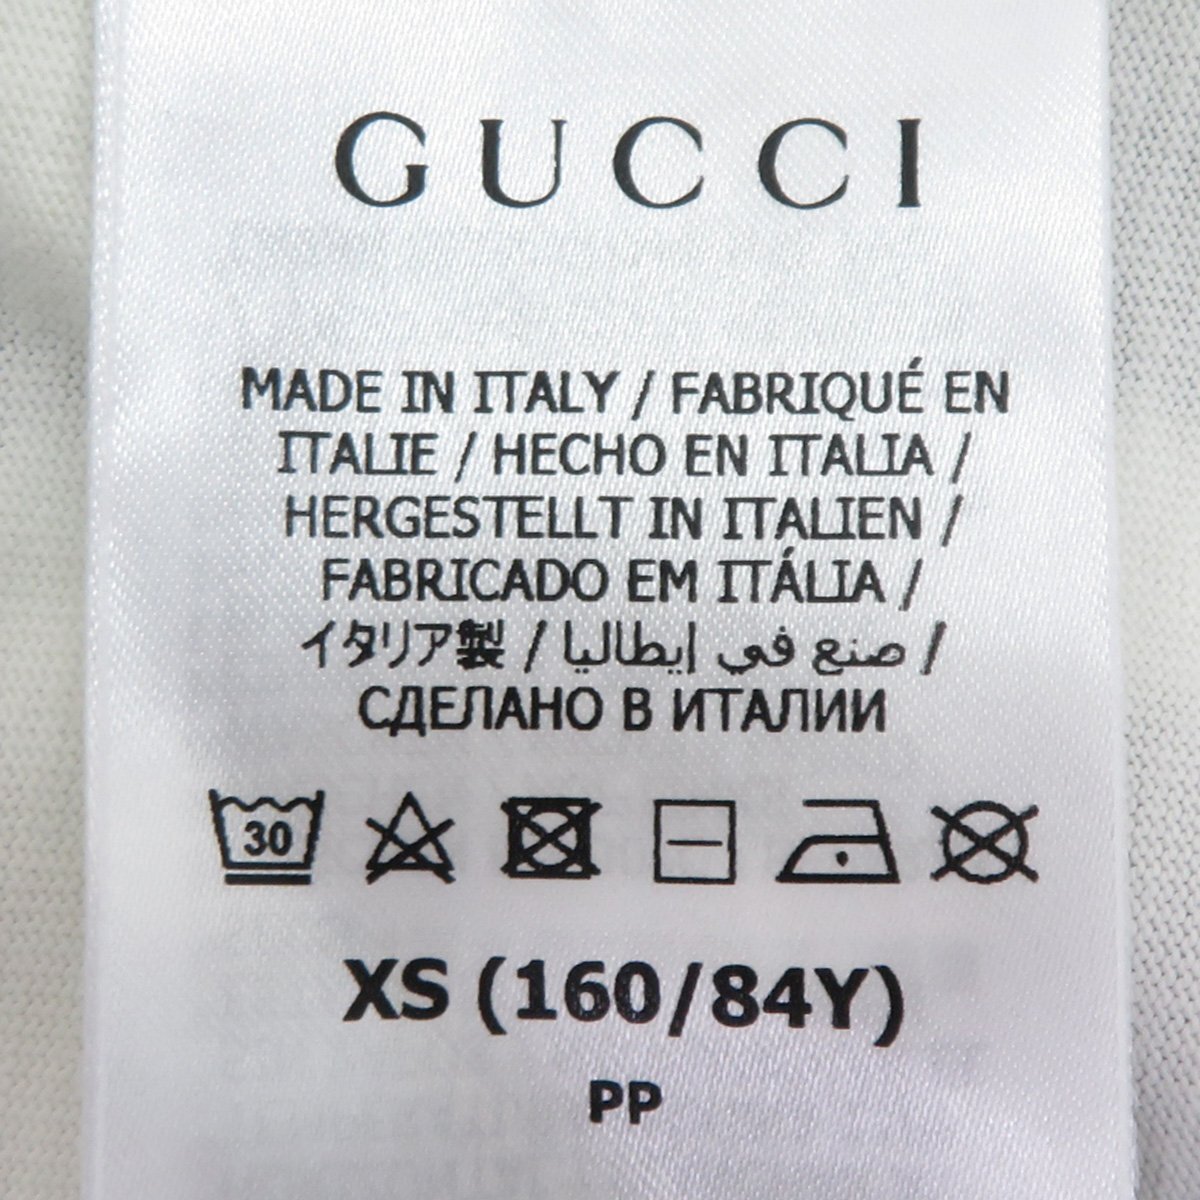 GUCCI
MADE IN ITALY / FABRIQUÉ EN
ITALIE / HECHO EN ITALIA /
HERGESTELLT IN ITALIEN /
FABRICADO EM ITÁLIA /
イタリア製 / صنع في إيطاليا /
СДЕЛАНО В ИТАЛИИ
30
XS (160/84Y)
PP